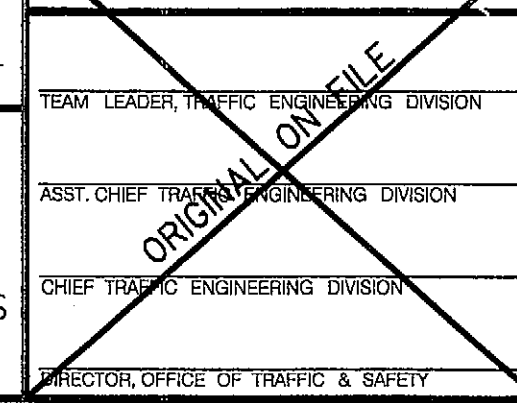 TEAM LEADER, TRAFFIC ENGINEERING DIVISION
ORIGINAL ON FILE
ASST. CHIEF TRAFFIC ENGINEERING DIVISION
CHIEF TRAFFIC ENGINEERING DIVISION
S
DIRECTOR, OFFICE OF TRAFFIC & SAFETY